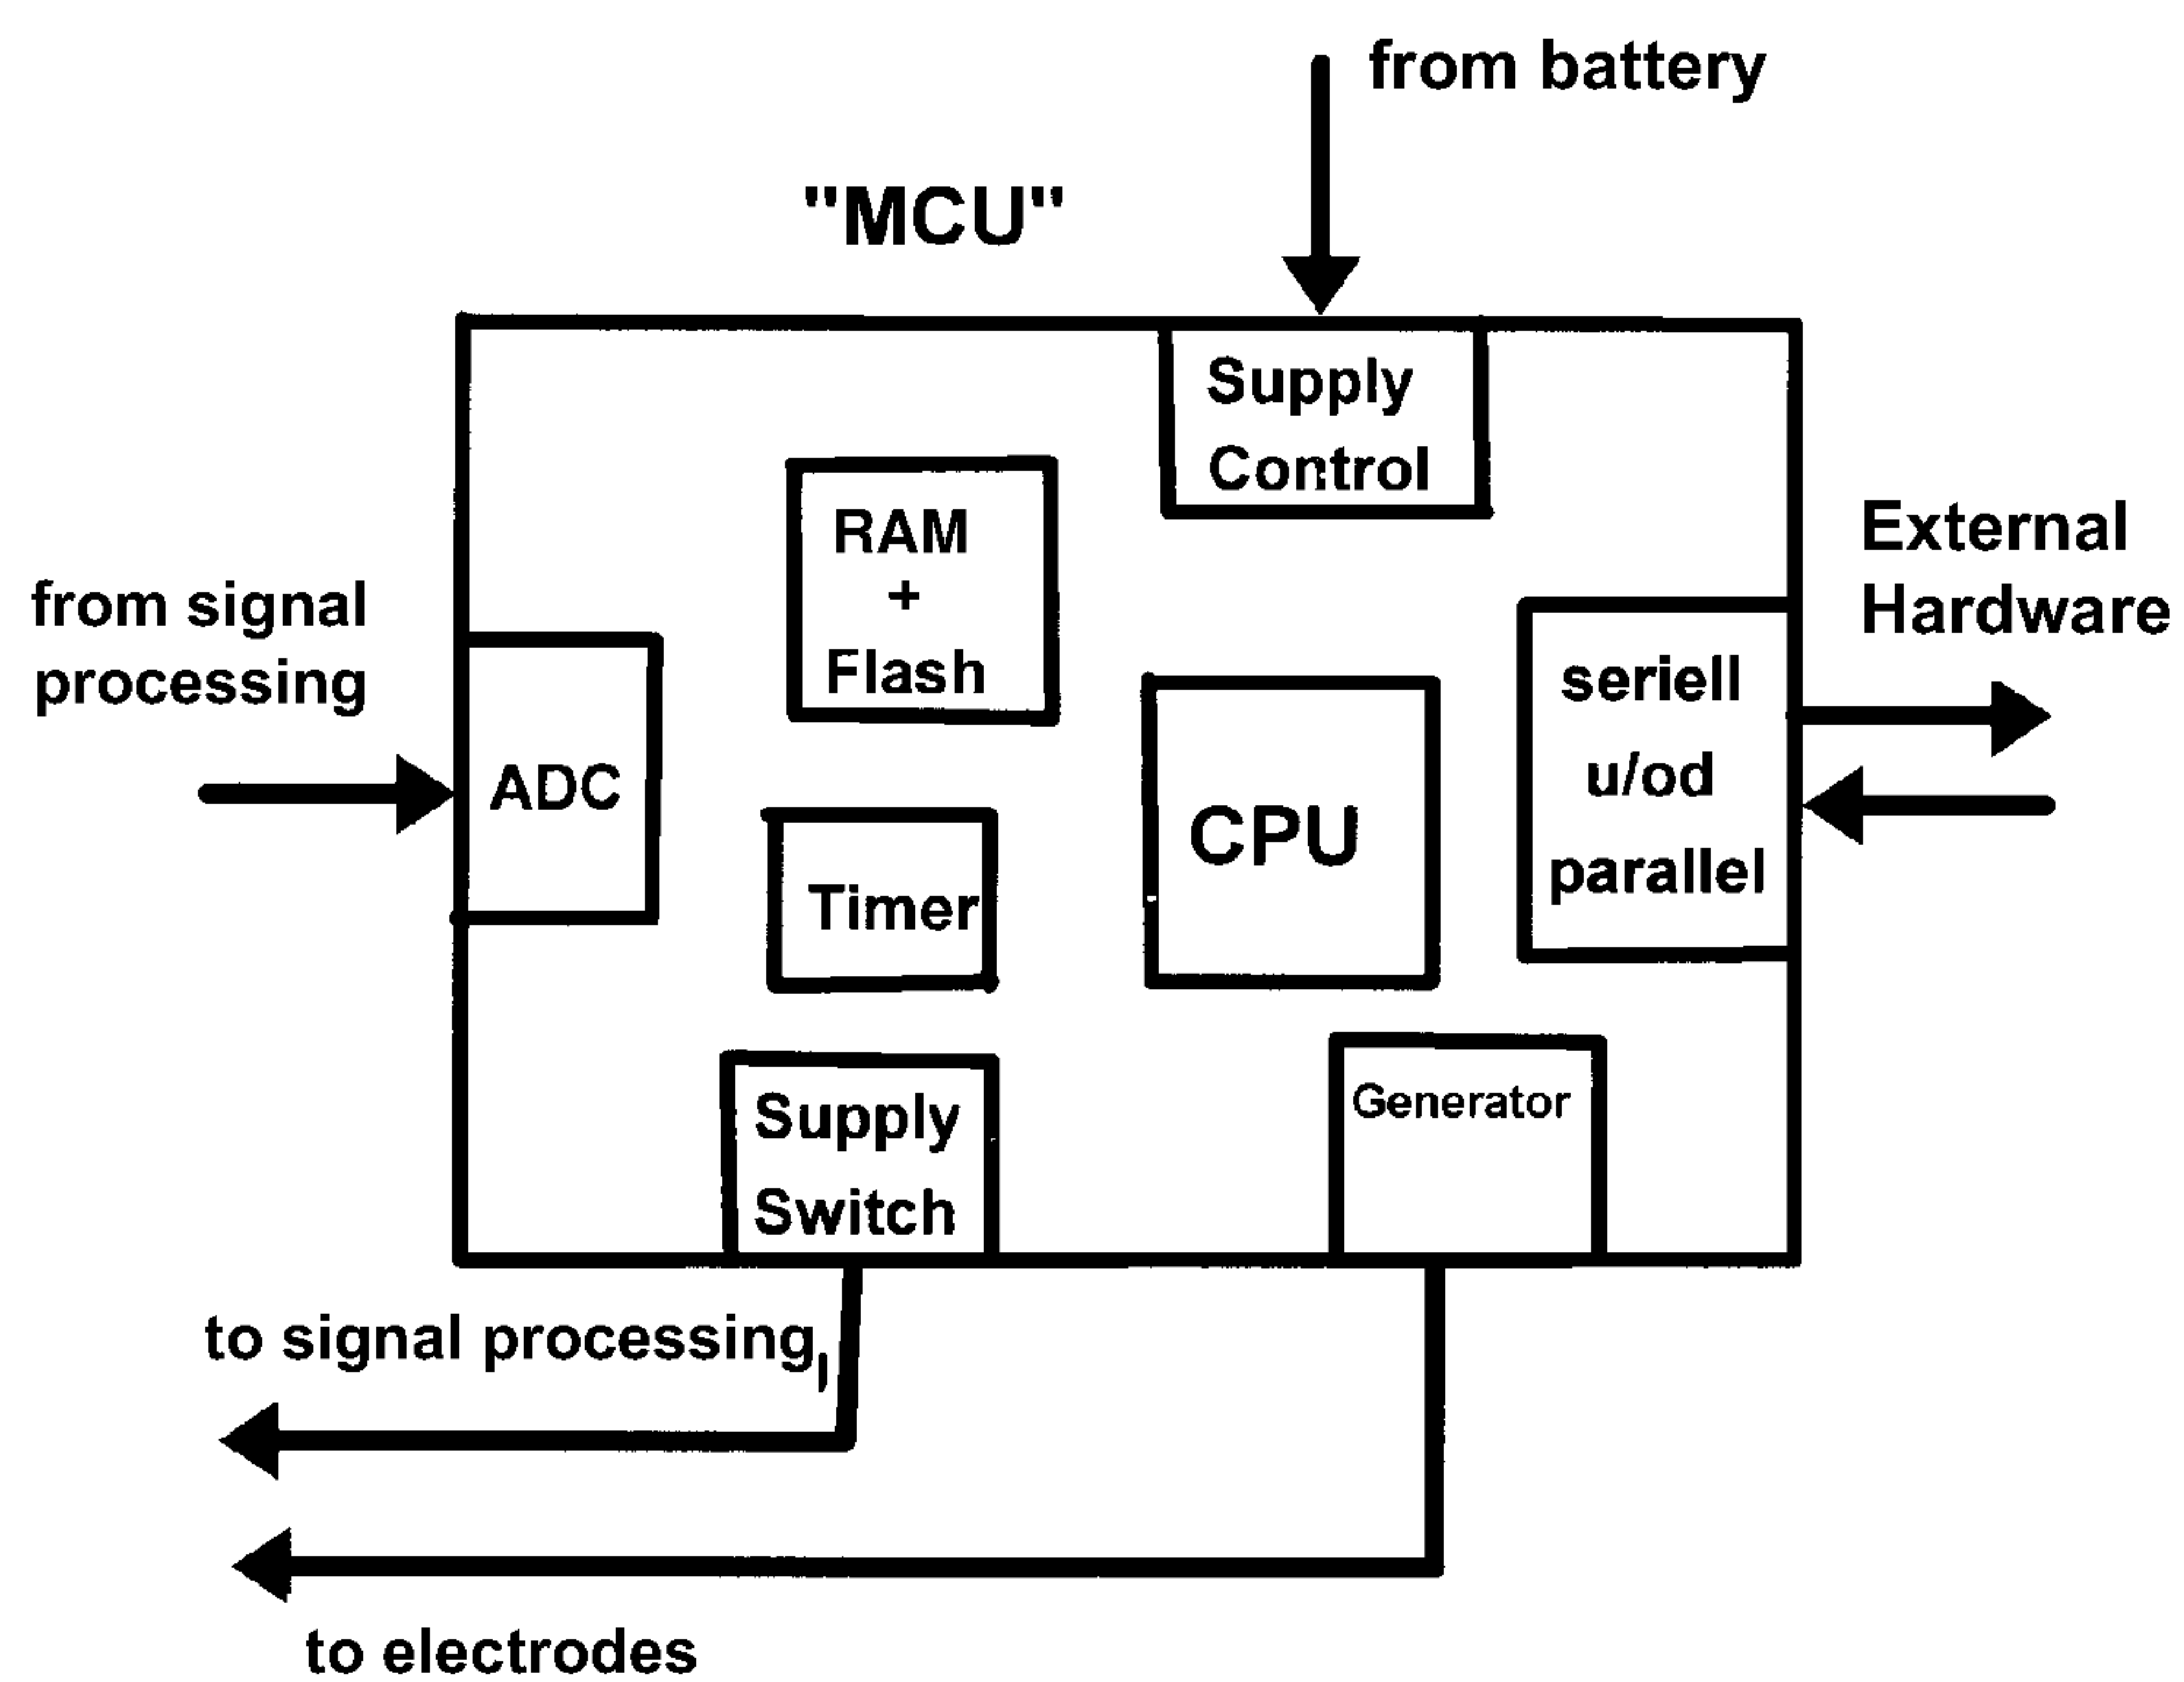 from battery
"MCU"
Supply
Control
RAM
+
Flash
External
Hardware
from signal
processing
seriell
u/od
parallel
ADC
CPU
Timer
Supply
Switch
Generator
to signal processing,
to electrodes